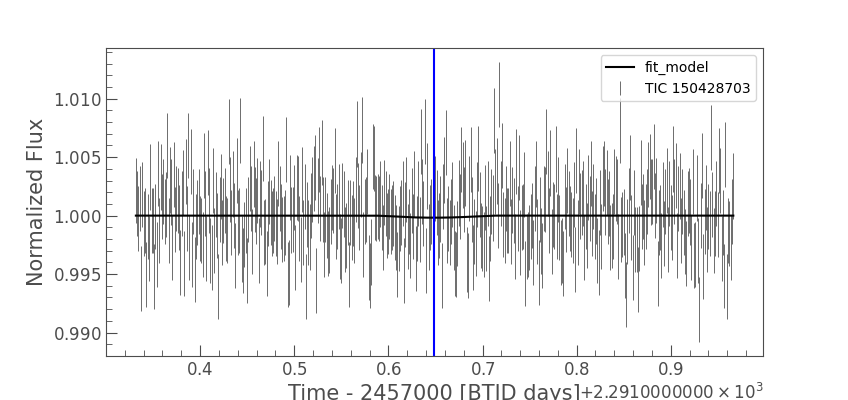 fit_model
TIC 150428703
1.010
1.005
1.000
0.995
0.990
Normalized Flux
0.4 0.5 0.6 0.7 0.8 0.9
Time - 2457000 [BTJD days]
+2.2910000000 × 10³